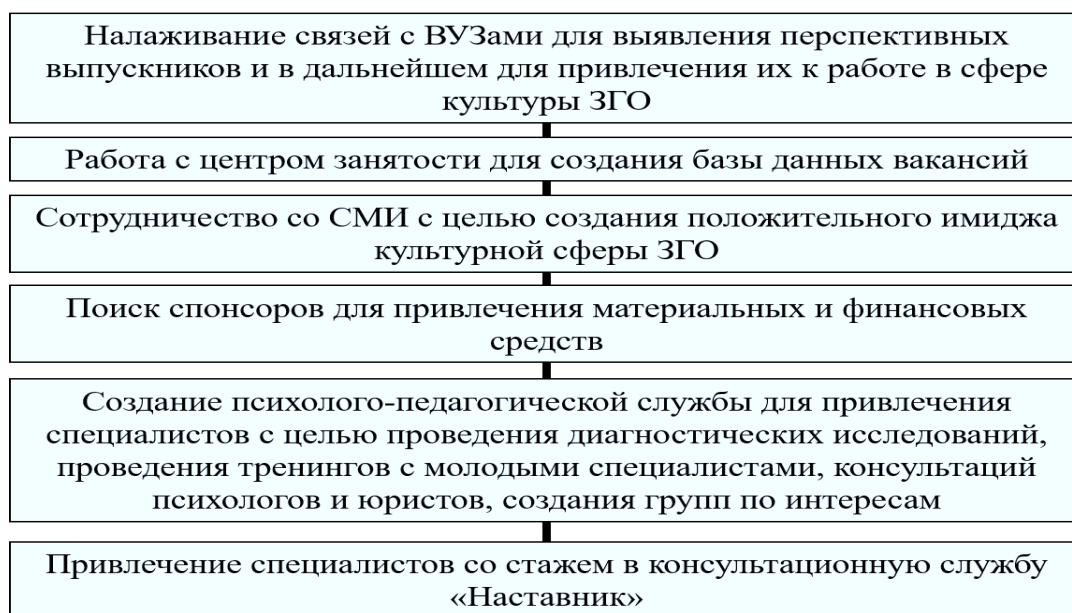 Налаживание связей с ВУЗами для выявления перспективных
выпускников и в дальнейшем для привлечения их к работе в сфере
культуры ЗГО
Работа с центром занятости для создания базы данных вакансий
Сотрудничество со СМИ с целью создания положительного имиджа
культурной сферы ЗГО
Поиск спонсоров для привлечения материальных и финансовых
средств
Создание психолого-педагогической службы для привлечения
специалистов с целью проведения диагностических исследований,
проведения тренингов с молодыми специалистами, консультаций
психологов и юристов, создания групп по интересам
Привлечение специалистов со стажем в консультационную службу
«Наставник»